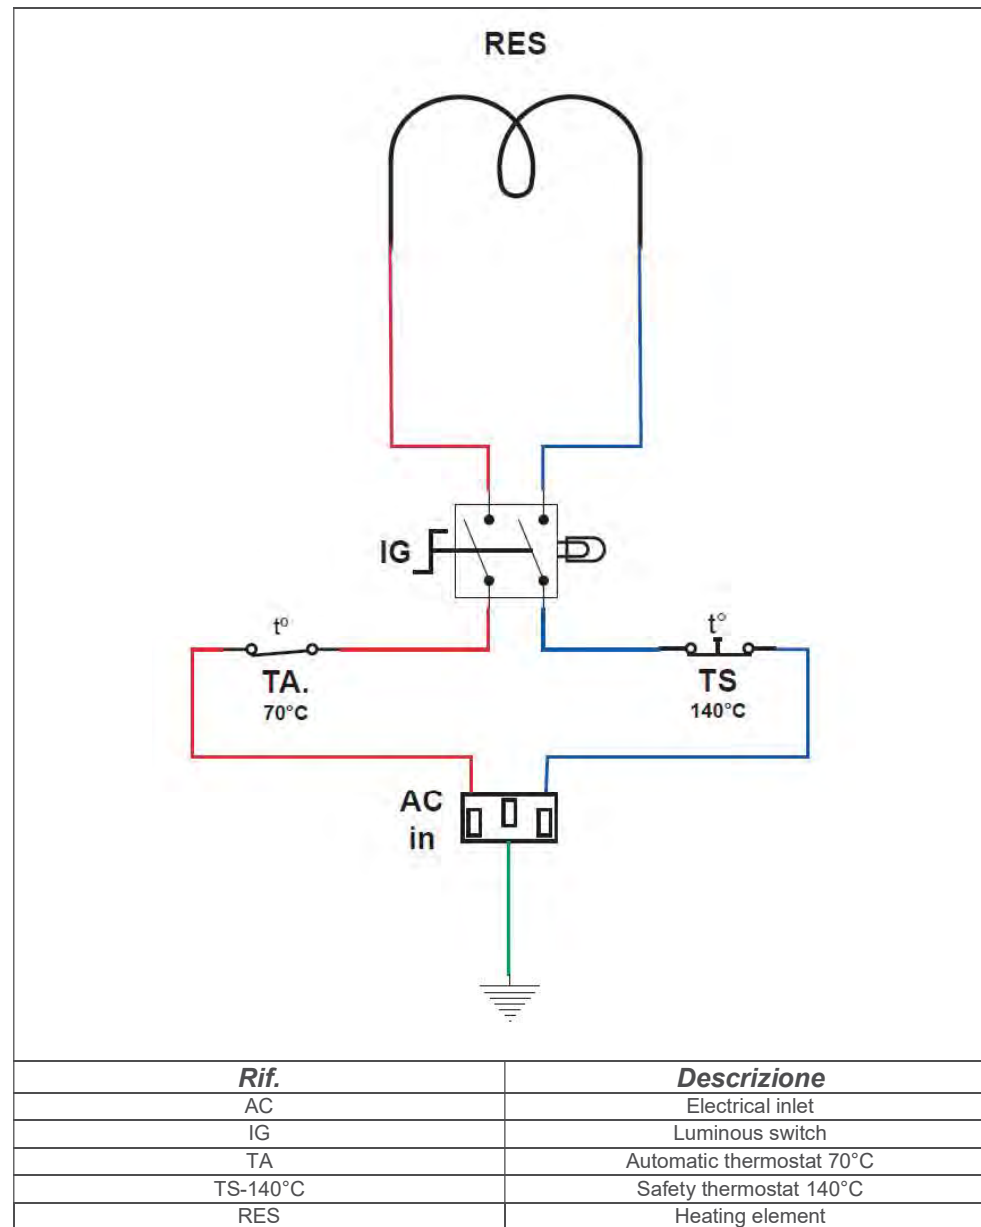 RES
IG
t°
TA.
70°C
t°
TS
140°C
AC
in
Rif. Descrizione
AC Electrical inlet
IG Luminous switch
TA Automatic thermostat 70°C
TS-140°C Safety thermostat 140°C
RES Heating element